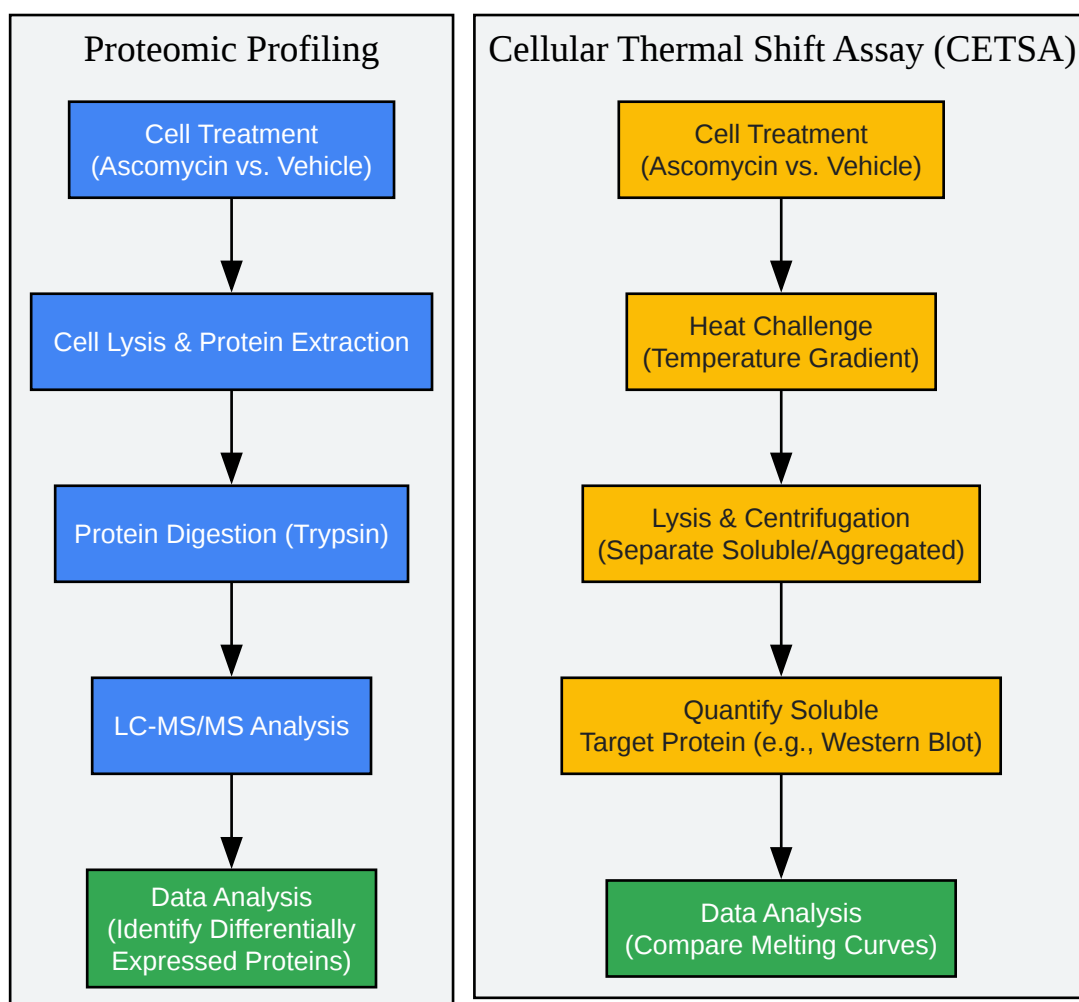 Proteomic Profiling
Cell Treatment
(Ascomycin vs. Vehicle)
Cell Lysis & Protein Extraction
Protein Digestion (Trypsin)
LC-MS/MS Analysis
Data Analysis
(Identify Differentially
Expressed Proteins)
Cellular Thermal Shift Assay (CETSA)
Cell Treatment
(Ascomycin vs. Vehicle)
Heat Challenge
(Temperature Gradient)
Lysis & Centrifugation
(Separate Soluble/Aggregated)
Quantify Soluble
Target Protein (e.g., Western Blot)
Data Analysis
(Compare Melting Curves)